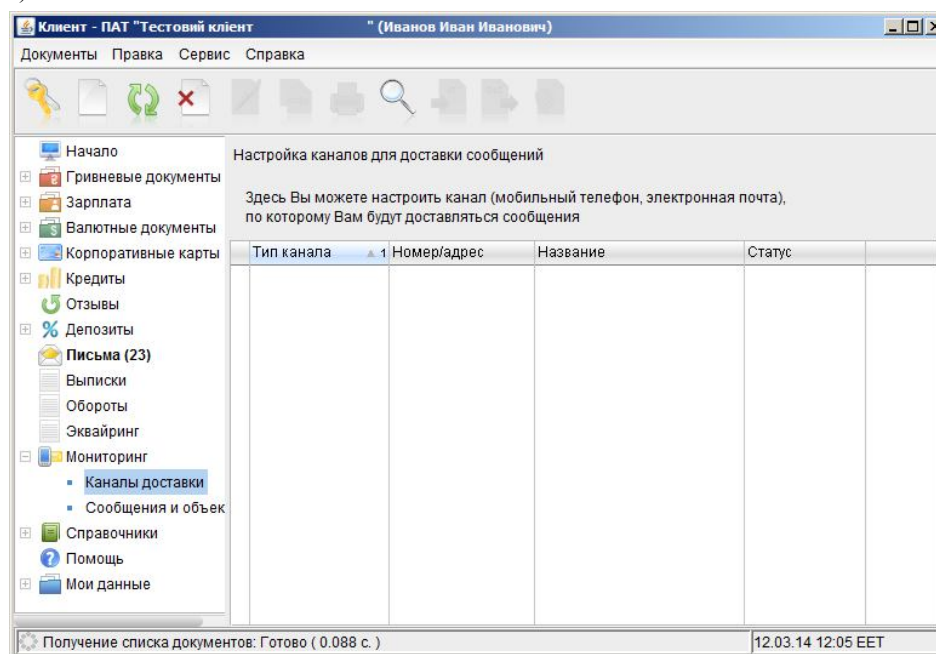 Клиент - ПАТ "Тестовий клієнт " (Иванов Иван Иванович)
Документы Правка Сервис Справка
Начало
Гривневые документы
Зарплата
Валютные документы
Корпоративные карты
Кредиты
Отзывы
Депозиты
Письма (23)
Выписки
Обороты
Эквайринг
Мониторинг
Каналы доставки
Сообщения и объек
Справочники
Помощь
Мои данные
Настройка каналов для доставки сообщений
Здесь Вы можете настроить канал (мобильный телефон, электронная почта),
по которому Вам будут доставляться сообщения
Тип канала 1 Номер/адрес Название Статус
Получение списка документов: Готово ( 0.088 с. ) 12.03.14 12:05 EET